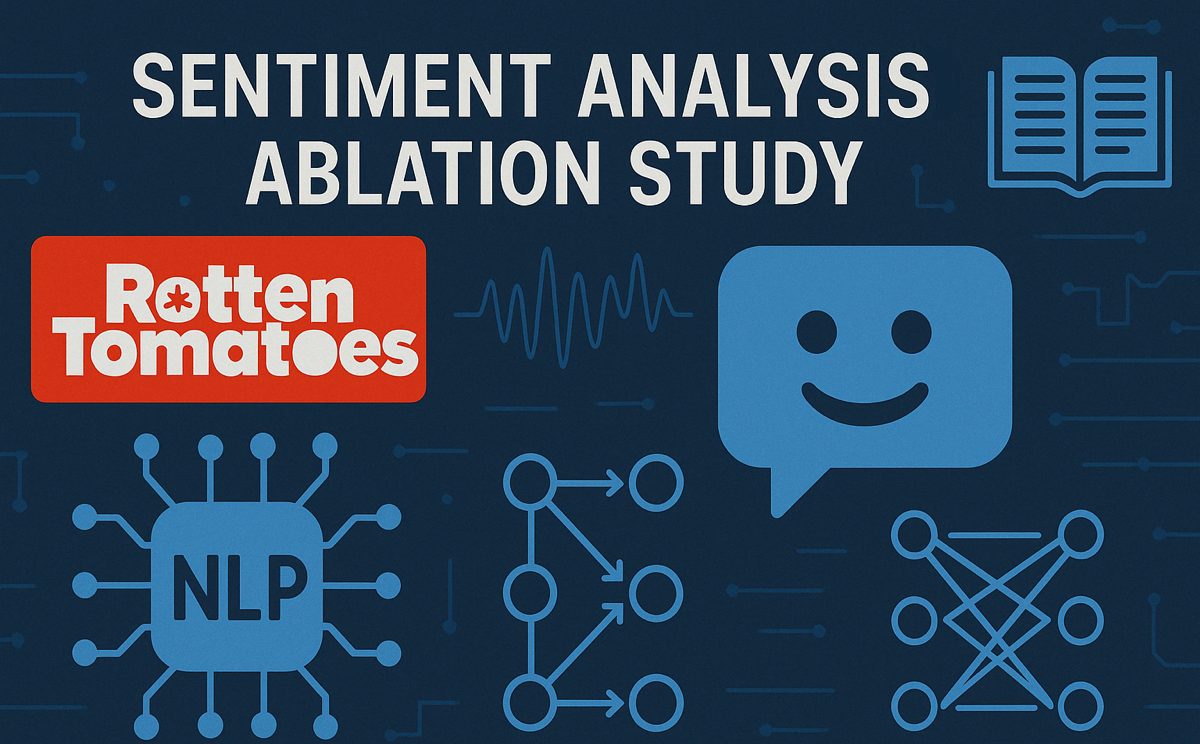 SENTIMENT ANALYSIS
ABLATION STUDY
Rotten
Tomatoes
NLP